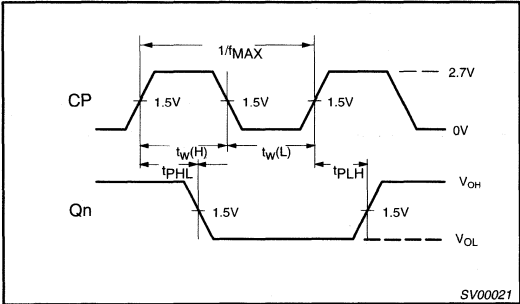 1/fMAX
2.7V
CP
1.5V 1.5V 1.5V
0V
tw(H) tw(L)
tPHL tPLH
VOH
Qn
1.5V 1.5V
VOL
SV00021